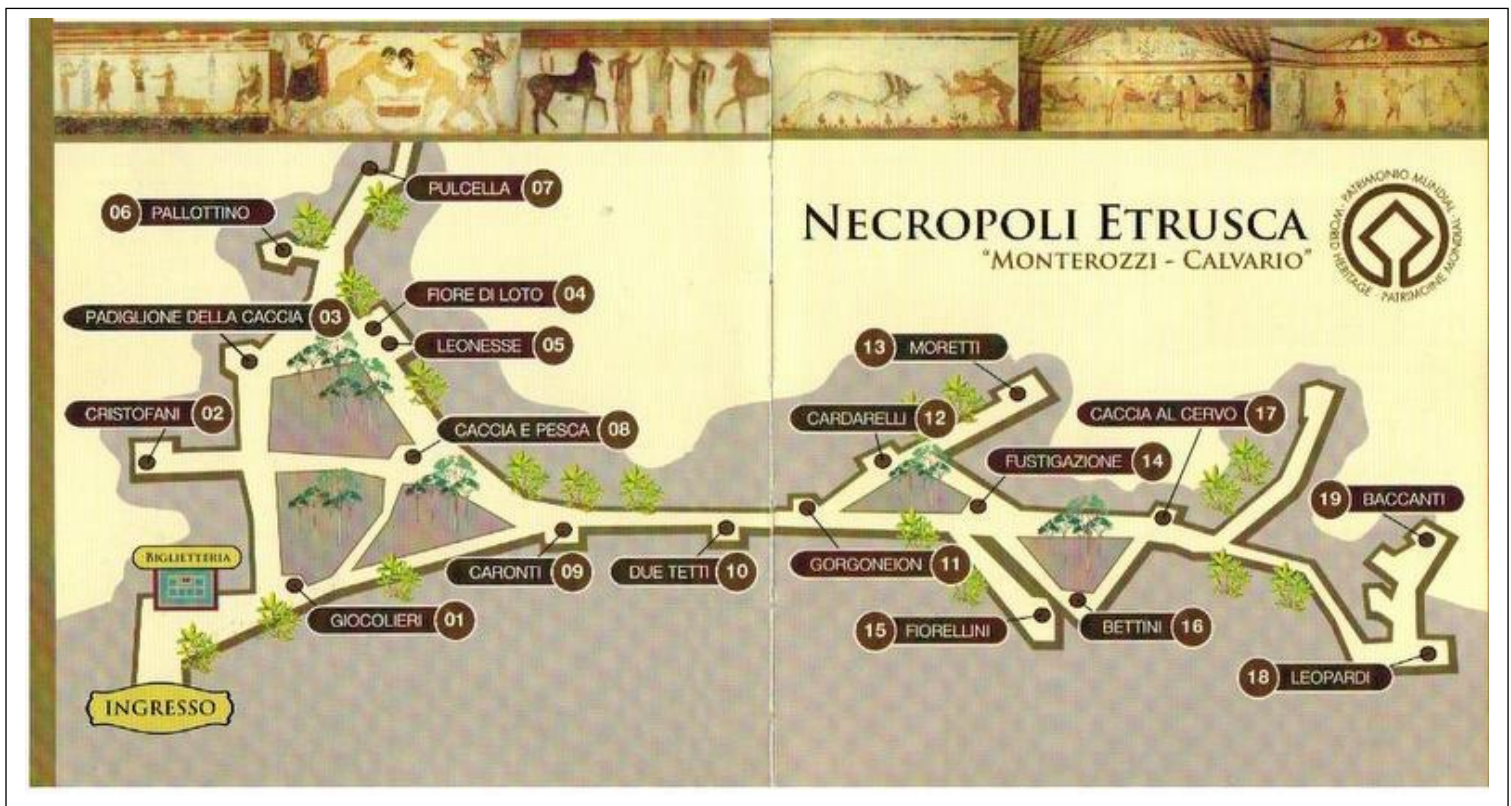 PULCELLA 07
06 PALLOTTINO
FIORE DI LOTO 04
PADIGLIONE DELLA CACCIA 03
LEONESSE 05
CRISTOFANI 02
CACCIA E PESCA 08
BIGLIETTERIA
CARONTI 09
DUE TETTI 10
GIOCOLIERI 01
INGRESSO
NECROPOLI ETRUSCA
"MONTEROZZI - CALVARIO"
PATRIMONIO MUNDIAL · WORLD HERITAGE · PATRIMOINE MONDIAL
13 MORETTI
CARDARELLI 12
CACCIA AL CERVO 17
FUSTIGAZIONE 14
19 BACCANTI
GORGONEION 11
15 FIORELLINI
BETTINI 16
18 LEOPARDI